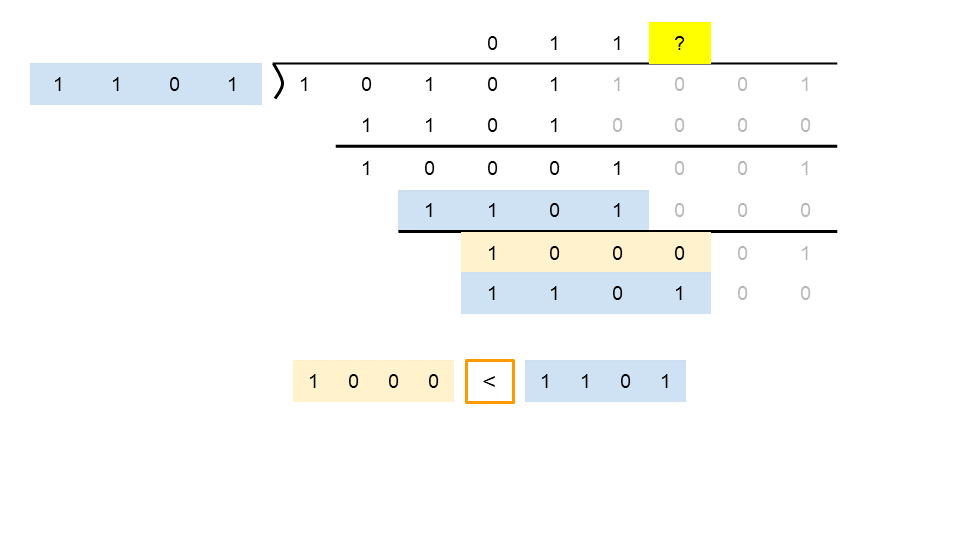 0 1 1 ?
1 1 0 1 1 0 1 0 1 1 0 0 1
1 1 0 1 0 0 0 0
1 0 0 0 1 0 0 1
1 1 0 1 0 0 0
1 0 0 0 0 1
1 1 0 1 0 0
1 0 0 0 < 1 1 0 1